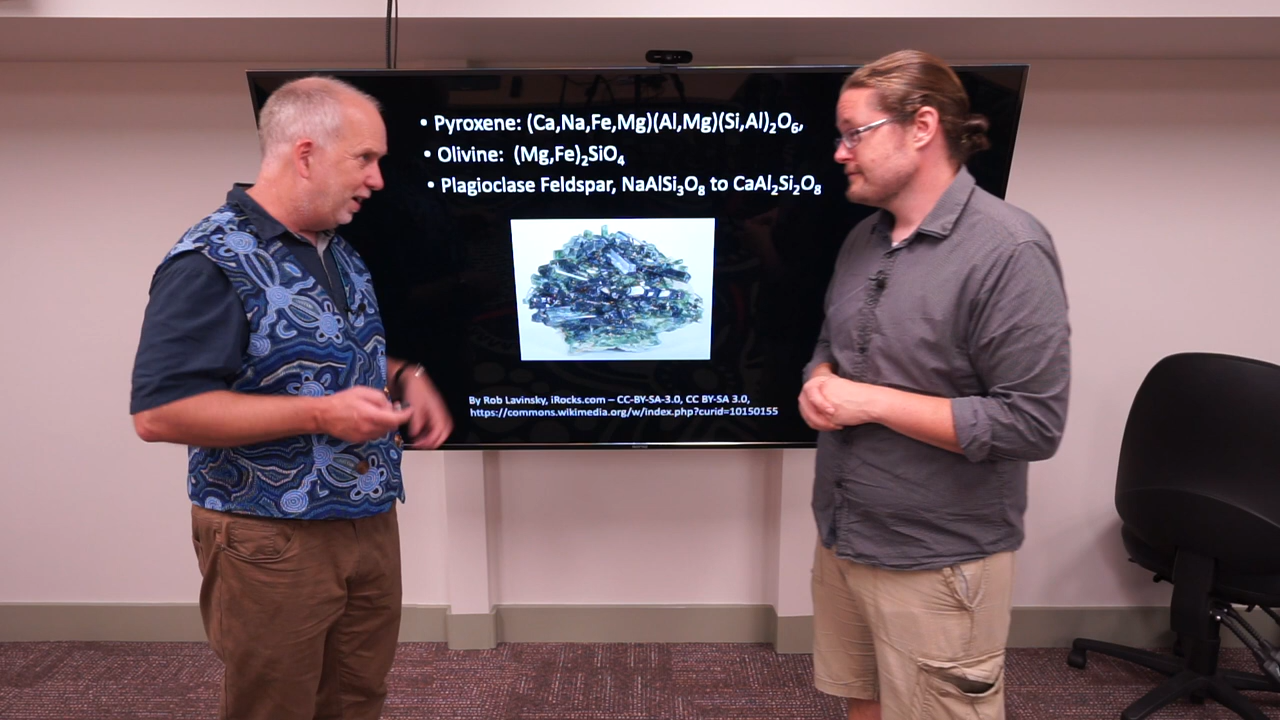 • Pyroxene: (Ca,Na,Fe,Mg)(Al,Mg)(Si,Al)₂O₆,
• Olivine: (Mg,Fe)₂SiO₄
• Plagioclase Feldspar, NaAlSi₃O₈ to CaAl₂Si₂O₈
By Rob Lavinsky, iRocks.com – CC-BY-SA-3.0, CC BY-SA 3.0,
https://commons.wikimedia.org/w/index.php?curid=10150155